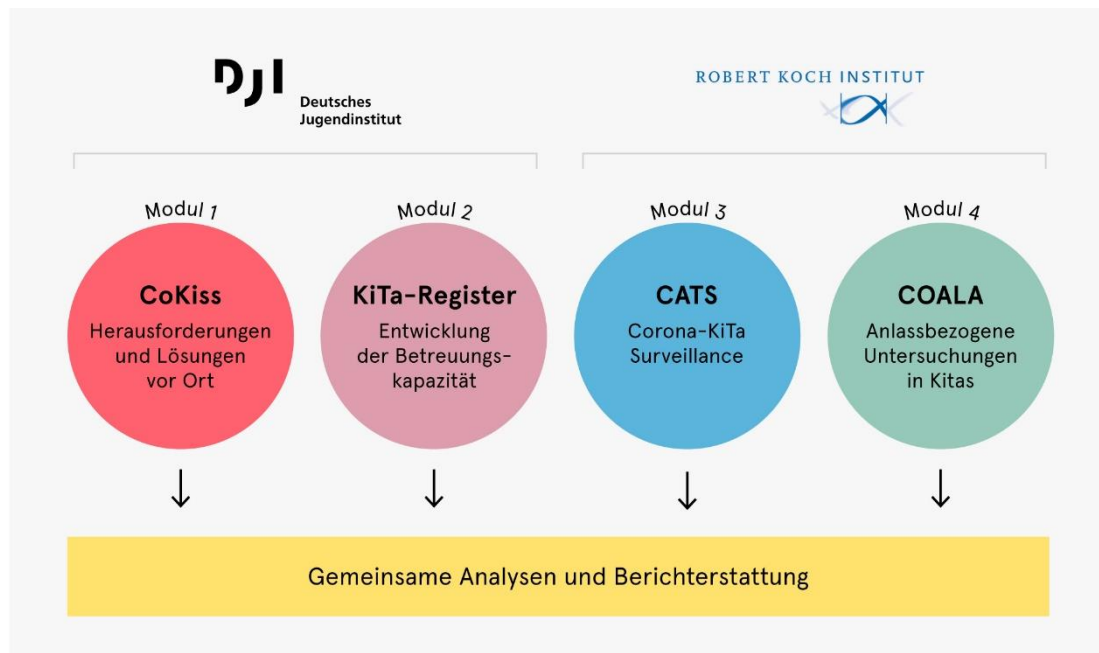 DJI
Deutsches
Jugendinstitut
ROBERT KOCH INSTITUT
Modul 1
CoKiss
Herausforderungen
und Lösungen
vor Ort
Modul 2
KiTa-Register
Entwicklung
der Betreuungs-
kapazität
Modul 3
CATS
Corona-KiTa
Surveillance
Modul 4
COALA
Anlassbezogene
Untersuchungen
in Kitas
Gemeinsame Analysen und Berichterstattung